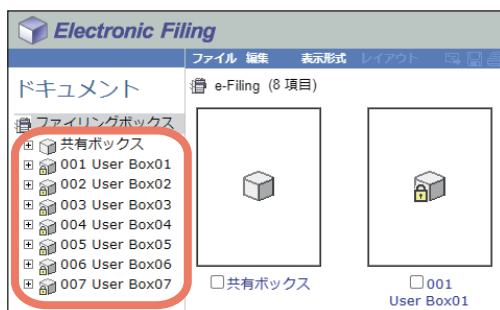 Electronic Filing
ファイル 編集 表示形式 レイアウト
ドキュメント
e-Filing (8 項目)
ファイリングボックス
共有ボックス
001 User Box01
002 User Box02
003 User Box03
004 User Box04
005 User Box05
006 User Box06
007 User Box07
共有ボックス
001
User Box01